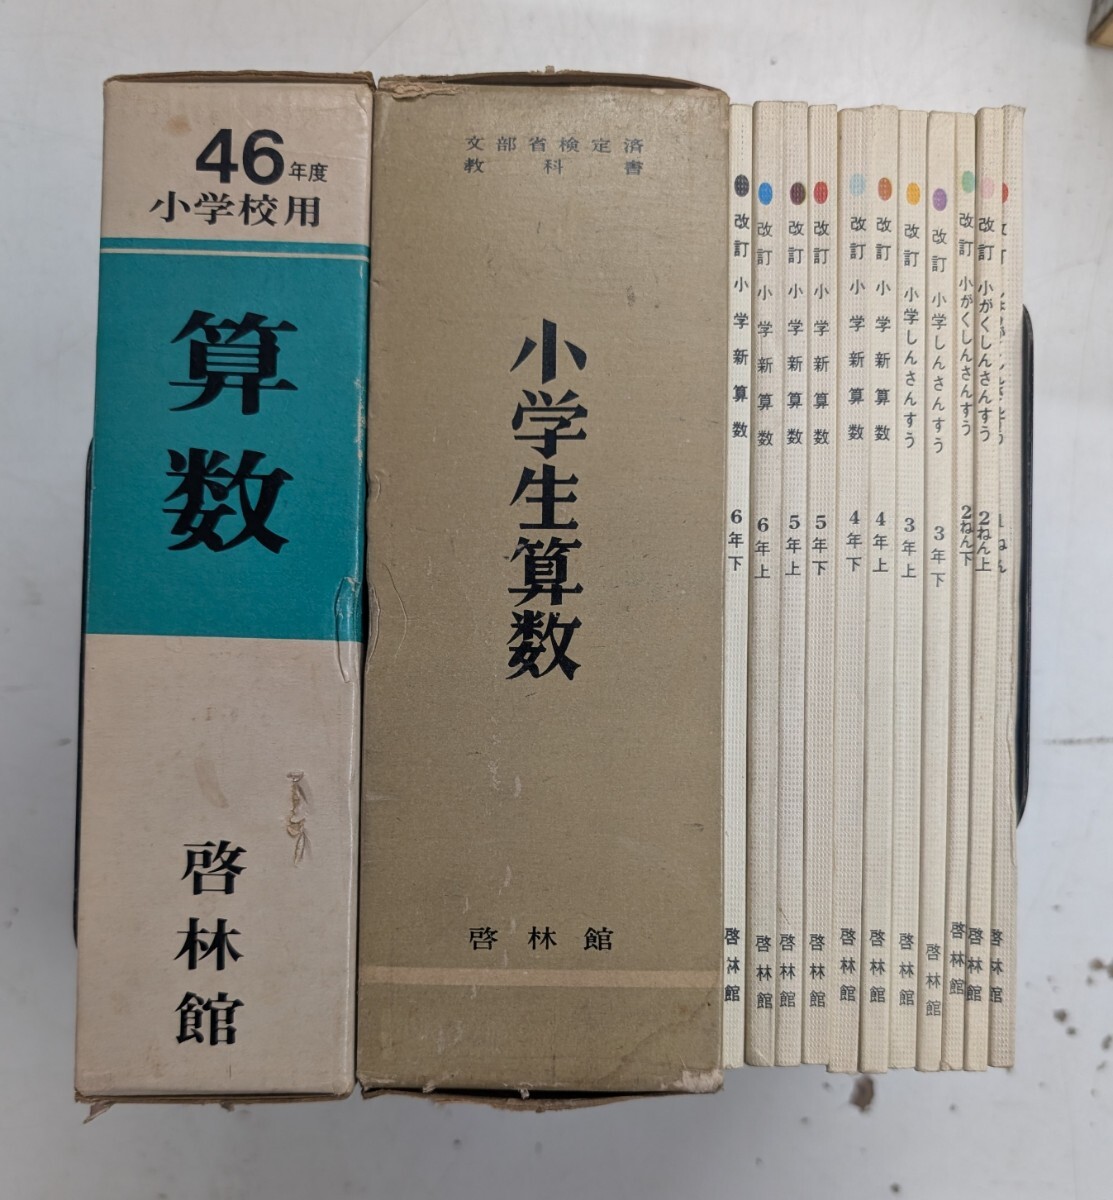 46年度
小学校用
算数
啓林館
文部省検定済
教科書
小学生算数
啓林館
改訂 小学新算数 6年下 啓林館
改訂 小学新算数 6年上 啓林館
改訂 小学新算数 5年上 啓林館
改訂 小学新算数 5年下 啓林館
改訂 小学新算数 4年下 啓林館
改訂 小学新算数 4年上 啓林館
改訂 小学しんさんすう 3年上 啓林館
改訂 小学しんさんすう 3年下 啓林館
改訂 小がくしんさんすう 2ねん下 啓林館
改訂 小がくしんさんすう 2ねん上 啓林館
改訂 1ねん 啓林館